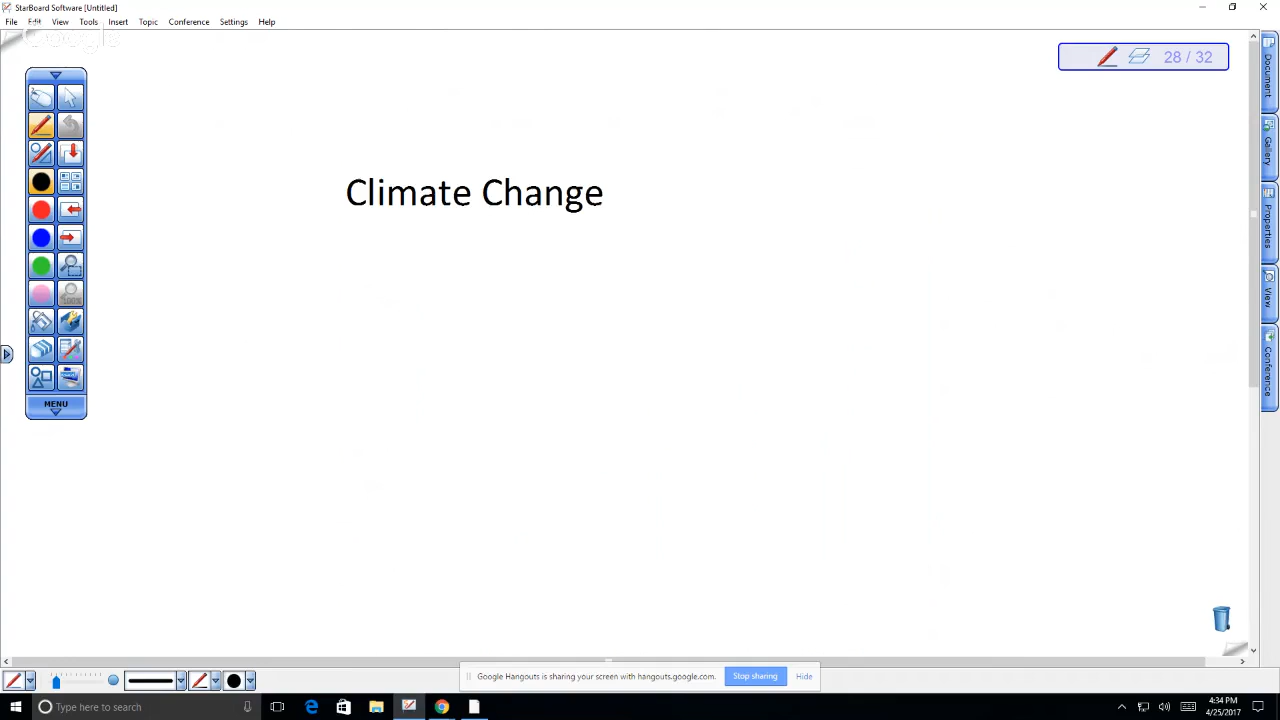 StarBoard Software [Untitled]
File Edit View Tools Insert Topic Conference Settings Help
Google
28 / 32
Document
Gallery
Properties
View
Conference
Climate Change
100%
MENU
Google Hangouts is sharing your screen with hangouts.google.com. Stop sharing Hide
Type here to search
4:34 PM
4/25/2017